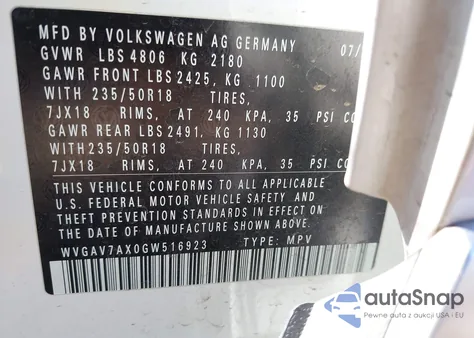 MFD BY VOLKSWAGEN AG GERMANY 07/
GVWR LBS 4806 KG 2180
GAWR FRONT LBS 2425, KG 1100
WITH 235/50R18 TIRES,
7JX18 RIMS, AT 240 KPA, 35 PSI CO
GAWR REAR LBS 2491, KG 1130
WITH235/50R18 TIRES,
7JX18 RIMS, AT 240 KPA, 35 PSI CO
THIS VEHICLE CONFORMS TO ALL APPLICABLE
U.S. FEDERAL MOTOR VEHICLE SAFETY AND
THEFT PREVENTION STANDARDS IN EFFECT ON
THE DATE OF MANUFACTURE SHOWN ABOVE
WVGAV7AX0GW516923 TYPE: MPV
autoSnap
Pewne auta z aukcji USA i EU